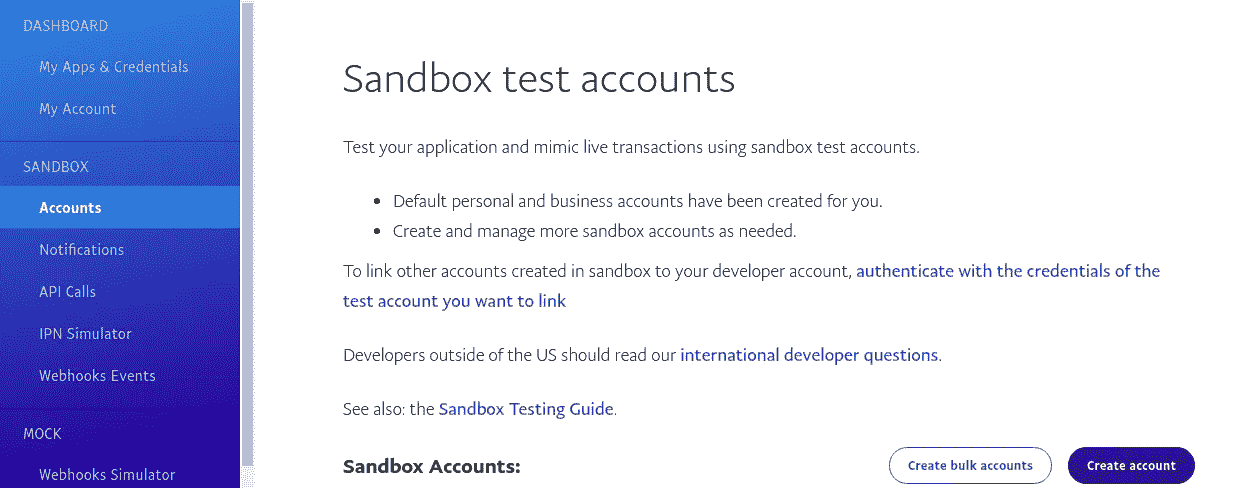 DASHBOARD
My Apps & Credentials
My Account
SANDBOX
Accounts
Notifications
API Calls
IPN Simulator
Webhooks Events
MOCK
Webhooks Simulator
Sandbox test accounts
Test your application and mimic live transactions using sandbox test accounts.
Default personal and business accounts have been created for you.
Create and manage more sandbox accounts as needed.
To link other accounts created in sandbox to your developer account, authenticate with the credentials of the
test account you want to link
Developers outside of the US should read our international developer questions.
See also: the Sandbox Testing Guide.
Sandbox Accounts:
Create bulk accounts
Create account